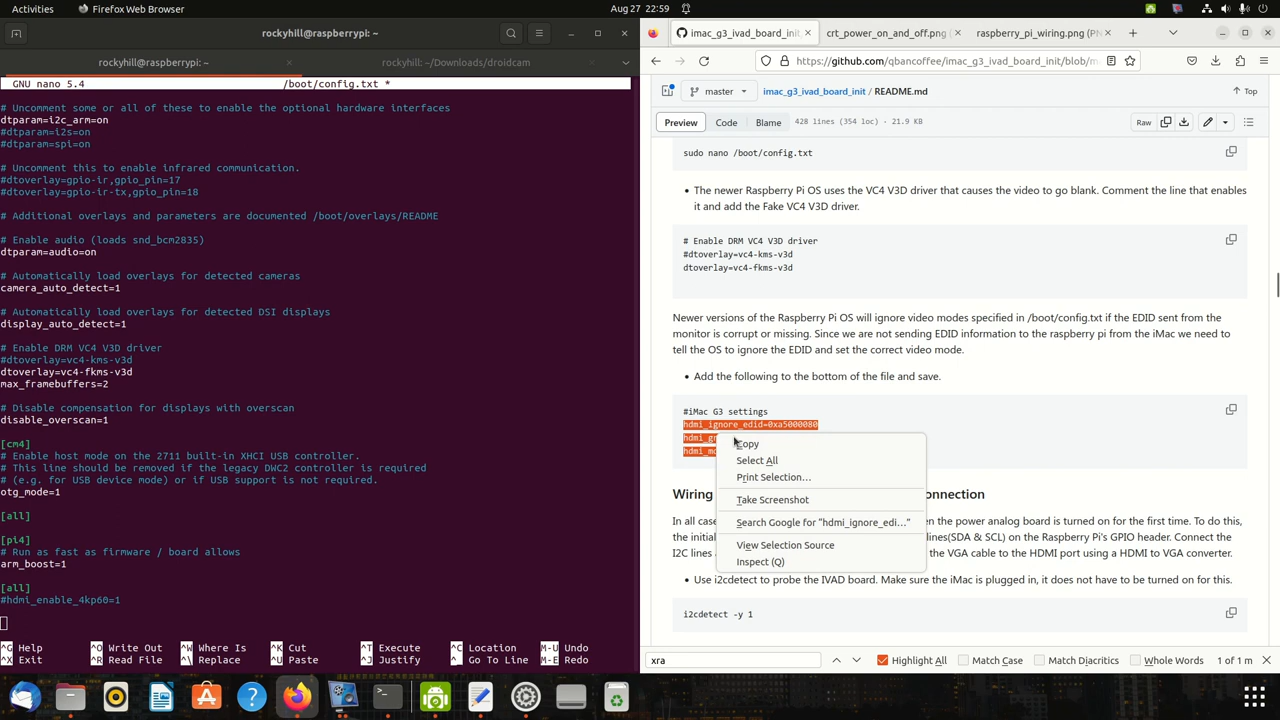 Activities
Firefox Web Browser
Aug 27 22:59
rockyhill@raspberrypi: ~
rockyhill@raspberrypi: ~
rockyhill: ~/Downloads/droidcam
GNU nano 5.4
/boot/config.txt *
# Uncomment some or all of these to enable the optional hardware interfaces
dtparam=i2c_arm=on
#dtparam=i2s=on
#dtparam=spi=on
# Uncomment this to enable infrared communication.
#dtoverlay=gpio-ir,gpio_pin=17
#dtoverlay=gpio-ir-tx,gpio_pin=18
# Additional overlays and parameters are documented /boot/overlays/README
# Enable audio (loads snd_bcm2835)
dtparam=audio=on
# Automatically load overlays for detected cameras
camera_auto_detect=1
# Automatically load overlays for detected DSI displays
display_auto_detect=1
# Enable DRM VC4 V3D driver
#dtoverlay=vc4-kms-v3d
dtoverlay=vc4-fkms-v3d
max_framebuffers=2
# Disable compensation for displays with overscan
disable_overscan=1
[cm4]
# Enable host mode on the 2711 built-in XHCI USB controller.
# This line should be removed if the legacy DWC2 controller is required
# (e.g. for USB device mode) or if USB support is not required.
otg_mode=1
[all]
[pi4]
# Run as fast as firmware / board allows
arm_boost=1
[all]
#hdmi_enable_4kp60=1
^G Help ^O Write Out ^W Where Is ^K Cut ^T Execute ^C Location M-U Undo
^X Exit ^R Read File ^\ Replace ^U Paste ^J Justify ^_ Go To Line M-E Redo
imac_g3_ivad_board_init
crt_power_on_and_off.png
raspberry_pi_wiring.png (PN
https://github.com/qbancoffee/imac_g3_ivad_board_init/blob/m
master
imac_g3_ivad_board_init / README.md
Top
Preview
Code
Blame
428 lines (354 loc) · 21.9 KB
Raw
sudo nano /boot/config.txt
• The newer Raspberry Pi OS uses the VC4 V3D driver that causes the video to go blank. Comment the line that enables
it and add the Fake VC4 V3D driver.
# Enable DRM VC4 V3D driver
#dtoverlay=vc4-kms-v3d
dtoverlay=vc4-fkms-v3d
Newer versions of the Raspberry Pi OS will ignore video modes specified in /boot/config.txt if the EDID sent from the
monitor is corrupt or missing. Since we are not sending EDID information to the raspberry pi from the iMac we need to
tell the OS to ignore the EDID and set the correct video mode.
• Add the following to the bottom of the file and save.
#iMac G3 settings
hdmi_ignore_edid=0xa5000080
hdmi_gr
hdmi_mo
Copy
Select All
Print Selection…
Take Screenshot
Search Google for “hdmi_ignore_edi…”
View Selection Source
Inspect (Q)
Wiring
onnection
In all case
en the power analog board is turned on for the first time. To do this,
the initial
lines(SDA & SCL) on the Raspberry Pi's GPIO header. Connect the
I2C lines
the VGA cable to the HDMI port using a HDMI to VGA converter.
• Use i2cdetect to probe the IVAD board. Make sure the iMac is plugged in, it does not have to be turned on for this.
i2cdetect -y 1
xra
Highlight All
Match Case
Match Diacritics
Whole Words
1 of 1 m